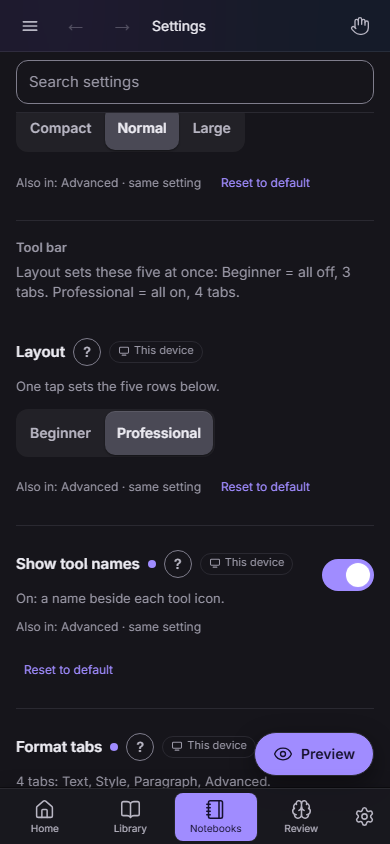 Settings
Search settings
Compact Normal Large
Also in: Advanced · same setting Reset to default
Tool bar
Layout sets these five at once: Beginner = all off, 3
tabs. Professional = all on, 4 tabs.
Layout ? This device
One tap sets the five rows below.
Beginner Professional
Also in: Advanced · same setting Reset to default
Show tool names ? This device
On: a name beside each tool icon.
Also in: Advanced · same setting
Reset to default
Format tabs ? This device
Preview
4 tabs: Text, Style, Paragraph, Advanced.
Home Library Notebooks Review